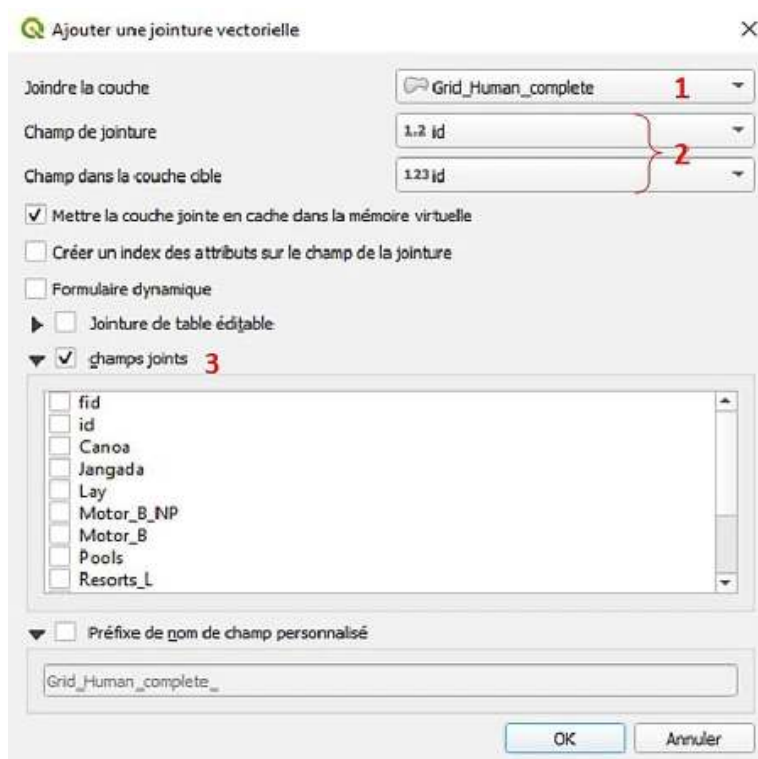 Ajouter une jointure vectorielle
Joindre la couche Grid_Human_complete 1
Champ de jointure 1.2 id
2
Champ dans la couche cible 123 id
Mettre la couche jointe en cache dans la mémoire virtuelle
Créer un index des attributs sur le champ de la jointure
Formulaire dynamique
Jointure de table éditable
champs joints 3
fid
id
Canoa
Jangada
Lay
Motor_B_NP
Motor_B
Pools
Resorts_L
Préfixe de nom de champ personnalisé
Grid_Human_complete_
OK Annuler